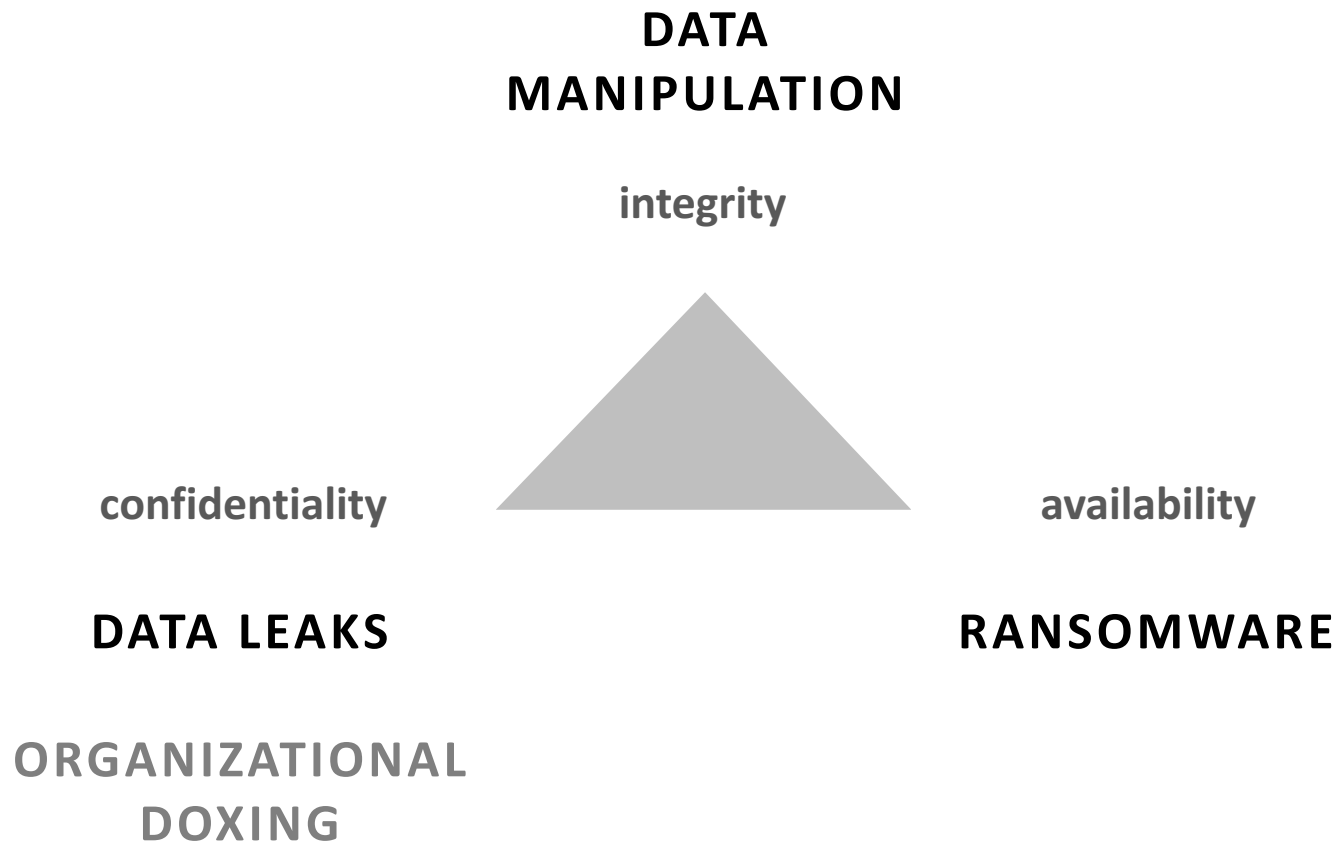 DATA
MANIPULATION
integrity
confidentiality
availability
DATA LEAKS
RANSOMWARE
ORGANIZATIONAL
DOXING